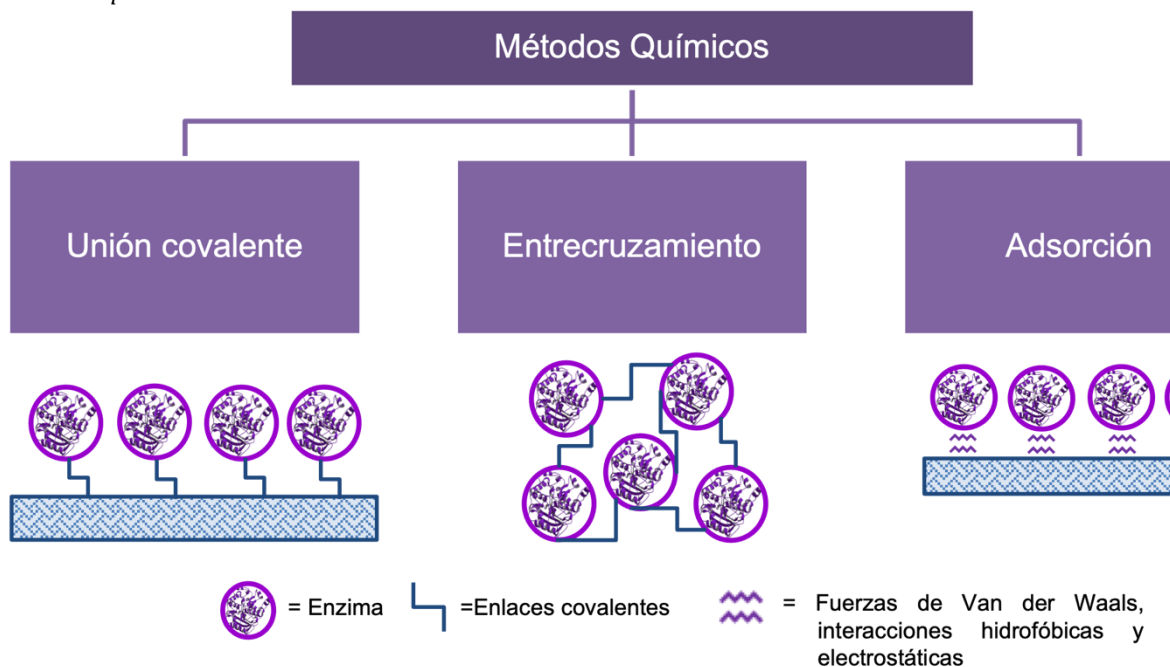 Métodos Químicos
Unión covalente
Entrecruzamiento
Adsorción
= Enzima
=Enlaces covalentes
= Fuerzas de Van der Waals,
interacciones hidrofóbicas y
electrostáticas